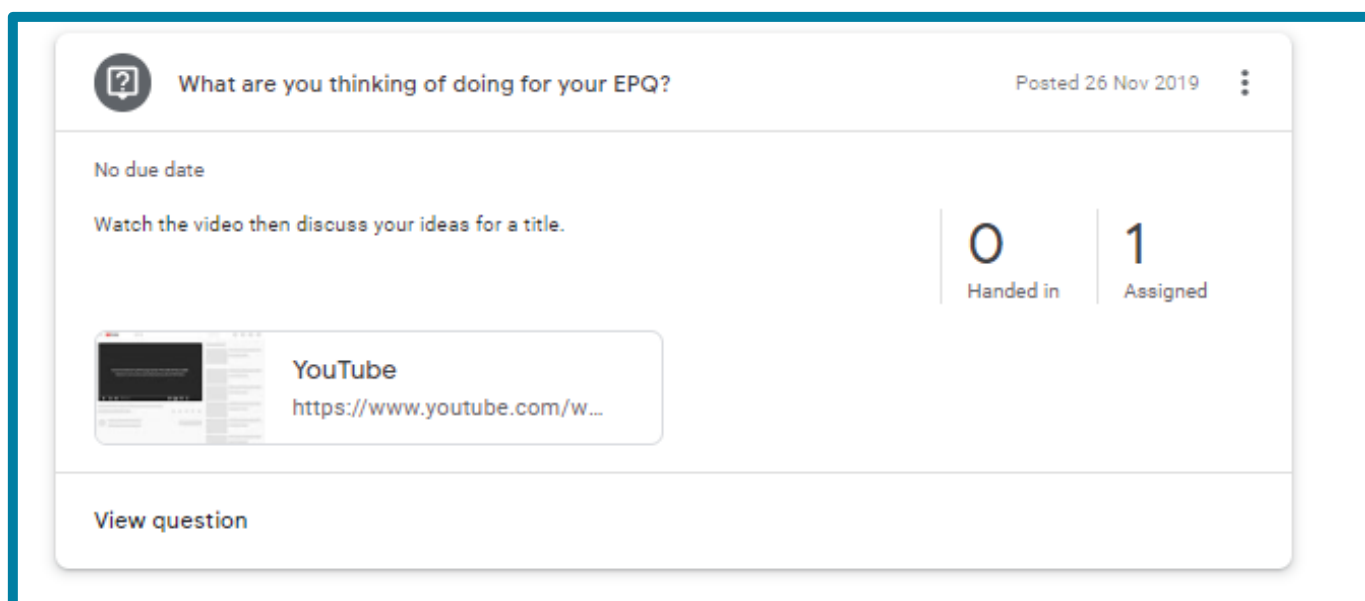 What are you thinking of doing for your EPQ?
Posted 26 Nov 2019
No due date
Watch the video then discuss your ideas for a title.
0
Handed in
1
Assigned
YouTube
https://www.youtube.com/w...
View question